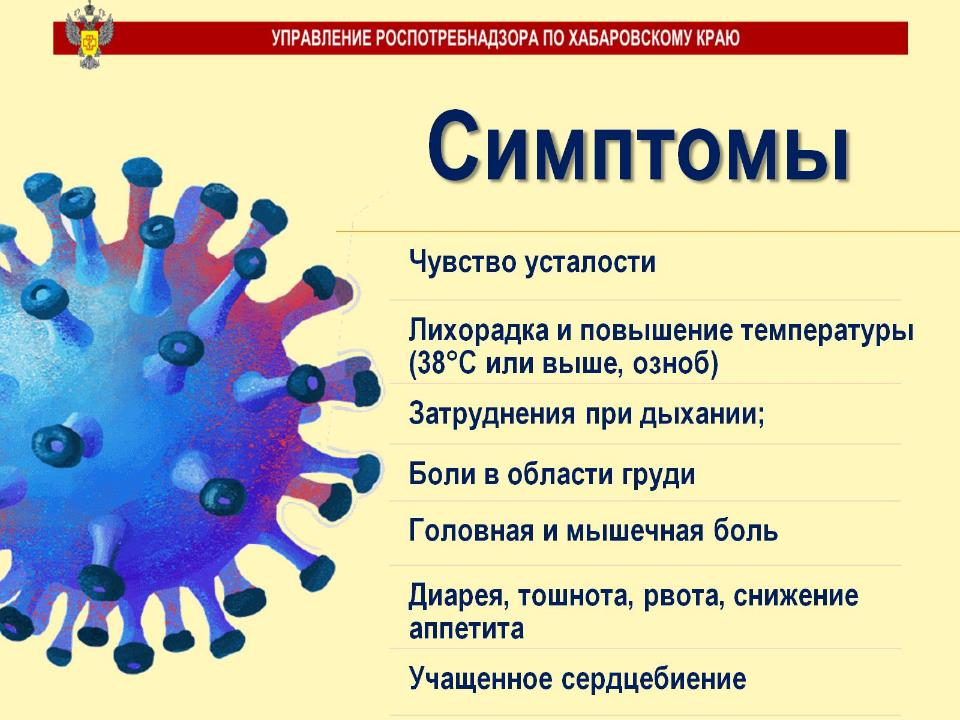 УПРАВЛЕНИЕ РОСПОТРЕБНАДЗОРА ПО ХАБАРОВСКОМУ КРАЮ
Симптомы
Чувство усталости
Лихорадка и повышение температуры
(38°С или выше, озноб)
Затруднения при дыхании;
Боли в области груди
Головная и мышечная боль
Диарея, тошнота, рвота, снижение
аппетита
Учащенное сердцебиение